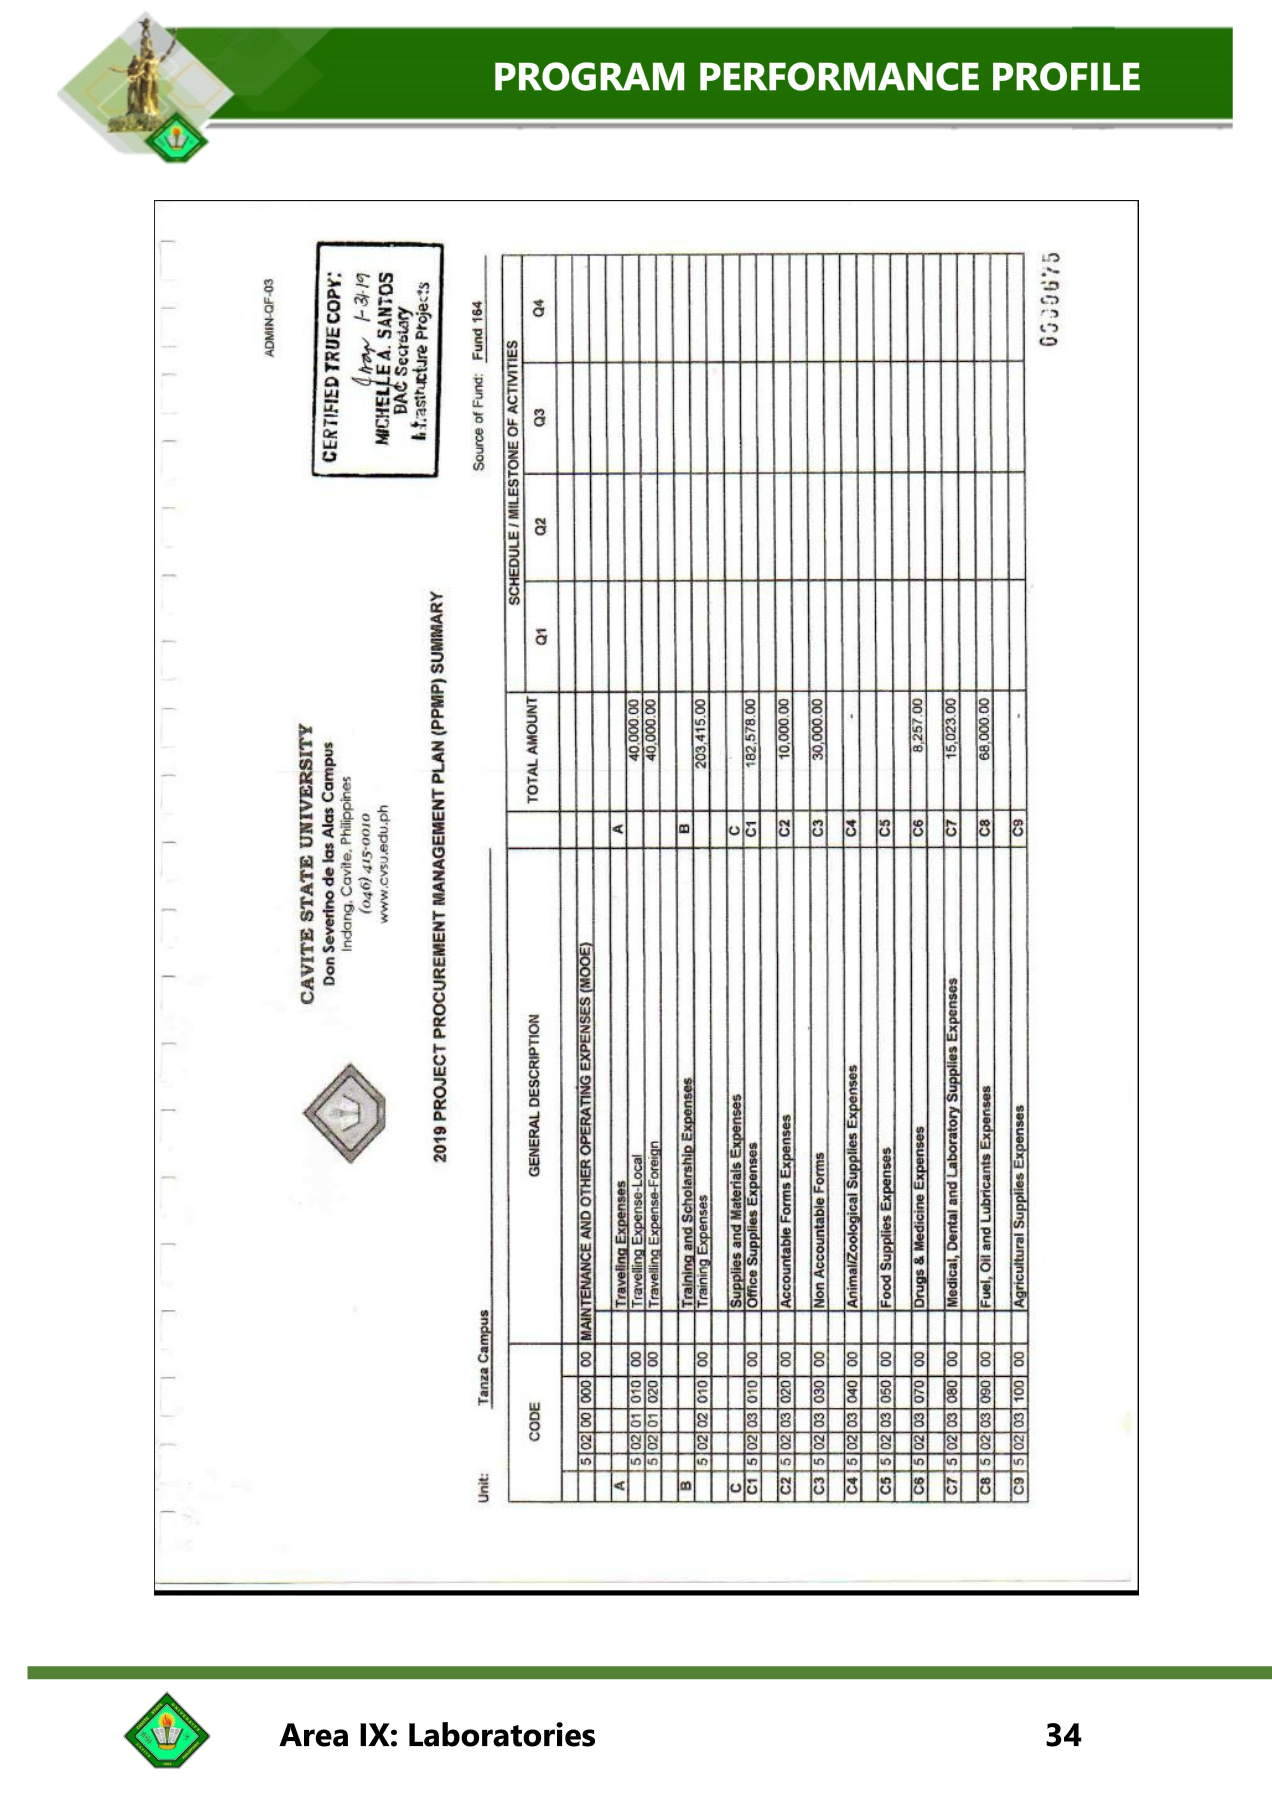 PROGRAM PERFORMANCE PROFILE
ADMIN-QF-03
CERTIFIED TRUE COPY:
1-31-19
MICHELLE A. SANTOS
BAC Secretary
Infrastructure Projects
CAVITE STATE UNIVERSITY
Don Severino de las Alas Campus
Indang, Cavite, Philippines
(046) 415-0010
www.cvsu.edu.ph
2019 PROJECT PROCUREMENT MANAGEMENT PLAN (PPMP) SUMMARY
Unit: Tanza Campus Source of Fund: Fund 164
CODE GENERAL DESCRIPTION TOTAL AMOUNT SCHEDULE / MILESTONE OF ACTIVITIES
Q1 Q2 Q3 Q4
5 02 00 000 00 MAINTENANCE AND OTHER OPERATING EXPENSES (MOOE)
A Traveling Expenses A
5 02 01 010 00 Travelling Expense-Local 40,000.00
5 02 01 020 00 Travelling Expense-Foreign 40,000.00
B Training and Scholarship Expenses B
5 02 02 010 00 Training Expenses 203,415.00
C Supplies and Materials Expenses C
C1 5 02 03 010 00 Office Supplies Expenses C1 182,578.00
C2 5 02 03 020 00 Accountable Forms Expenses C2 10,000.00
C3 5 02 03 030 00 Non Accountable Forms C3 30,000.00
C4 5 02 03 040 00 Animal/Zoological Supplies Expenses C4 -
C5 5 02 03 050 00 Food Supplies Expenses C5
C6 5 02 03 070 00 Drugs & Medicine Expenses C6 8,257.00
C7 5 02 03 080 00 Medical, Dental and Laboratory Supplies Expenses C7 15,023.00
C8 5 02 03 090 00 Fuel, Oil and Lubricants Expenses C8 68,000.00
C9 5 02 03 100 00 Agricultural Supplies Expenses C9 -
Area IX: Laboratories 34